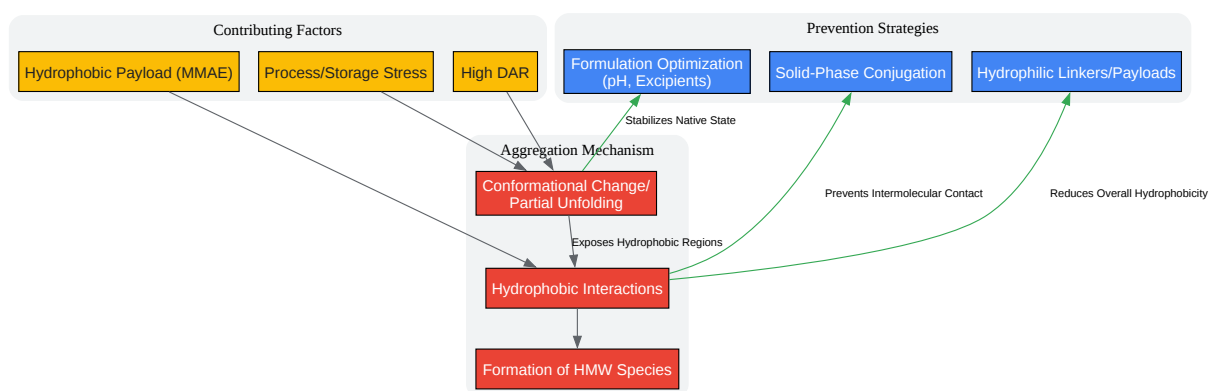 Contributing Factors
Prevention Strategies
Hydrophobic Payload (MMAE)
Process/Storage Stress
High DAR
Formulation Optimization
(pH, Excipients)
Solid-Phase Conjugation
Hydrophilic Linkers/Payloads
Stabilizes Native State
Aggregation Mechanism
Conformational Change/
Partial Unfolding
Prevents Intermolecular Contact
Reduces Overall Hydrophobicity
Exposes Hydrophobic Regions
Hydrophobic Interactions
Formation of HMW Species